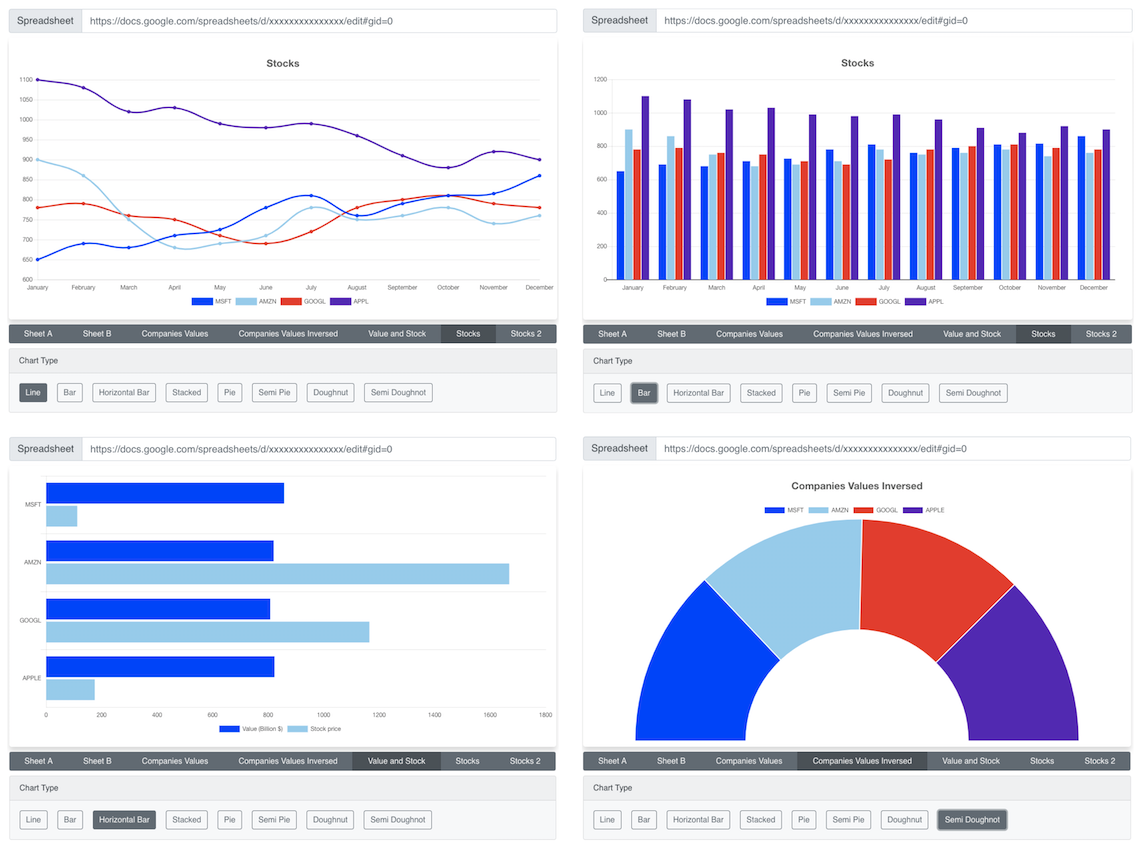 Spreadsheet https://docs.google.com/spreadsheets/d/xxxxxxxxxxxxxxx/edit#gid=0
Stocks
1100
1050
1000
950
900
850
800
750
700
650
600
January February March April May June July August September October November December
MSFT AMZN GOOGL APPL
Sheet A Sheet B Companies Values Companies Values Inversed Value and Stock Stocks Stocks 2
Chart Type
Line Bar Horizontal Bar Stacked Pie Semi Pie Doughnut Semi Doughnot
Spreadsheet https://docs.google.com/spreadsheets/d/xxxxxxxxxxxxxxx/edit#gid=0
Stocks
1200
1000
800
600
400
200
0
January February March April May June July August September October November December
MSFT AMZN GOOGL APPL
Sheet A Sheet B Companies Values Companies Values Inversed Value and Stock Stocks Stocks 2
Chart Type
Line Bar Horizontal Bar Stacked Pie Semi Pie Doughnut Semi Doughnot
Spreadsheet https://docs.google.com/spreadsheets/d/xxxxxxxxxxxxxxx/edit#gid=0
MSFT
AMZN
GOOGL
APPLE
0 200 400 600 800 1000 1200 1400 1600 1800
Value (Billion $) Stock price
Sheet A Sheet B Companies Values Companies Values Inversed Value and Stock Stocks Stocks 2
Chart Type
Line Bar Horizontal Bar Stacked Pie Semi Pie Doughnut Semi Doughnot
Spreadsheet https://docs.google.com/spreadsheets/d/xxxxxxxxxxxxxxx/edit#gid=0
Companies Values Inversed
MSFT AMZN GOOGL APPLE
Sheet A Sheet B Companies Values Companies Values Inversed Value and Stock Stocks Stocks 2
Chart Type
Line Bar Horizontal Bar Stacked Pie Semi Pie Doughnut Semi Doughnot